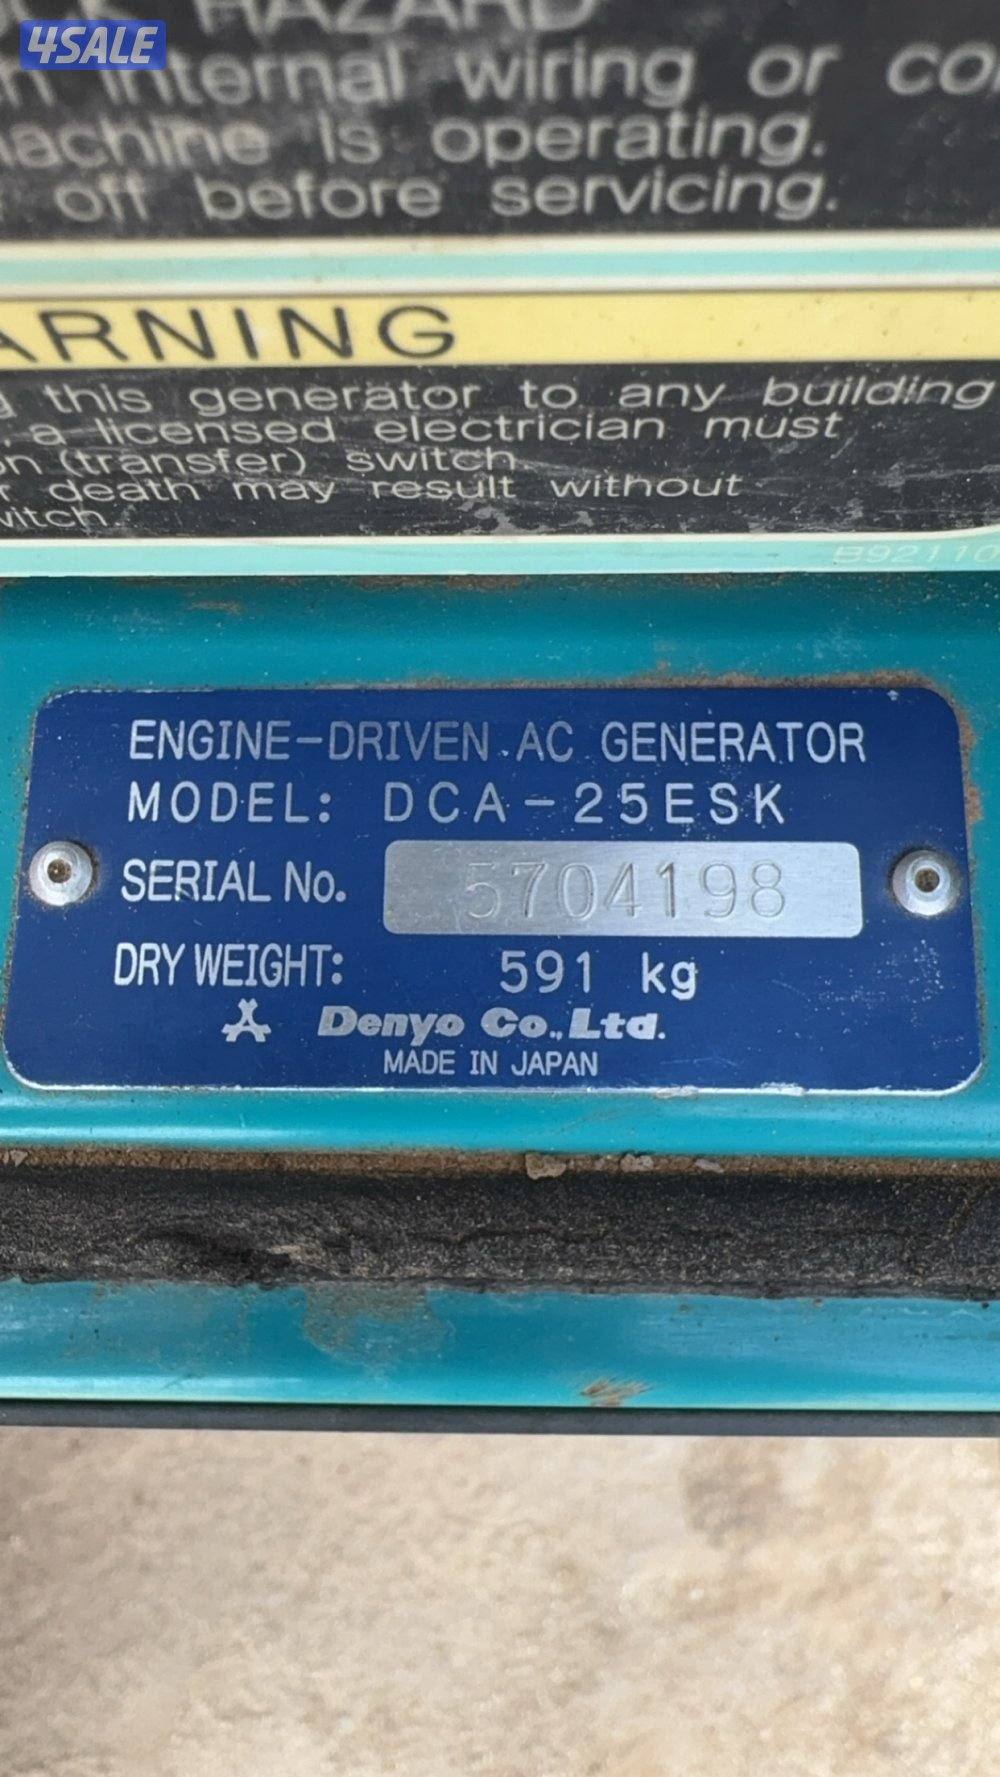 4SALE
HAZARD
internal wiring or
machine is operating.
off before servicing.
ARNING
this generator to any building
a licensed electrician must
on (transfer) switch.
r death may result without
witch.
B92110
ENGINE-DRIVEN AC GENERATOR
MODEL: DCA-25ESK
SERIAL No. 5704198
DRY WEIGHT: 591 kg
Denyo Co., Ltd.
MADE IN JAPAN